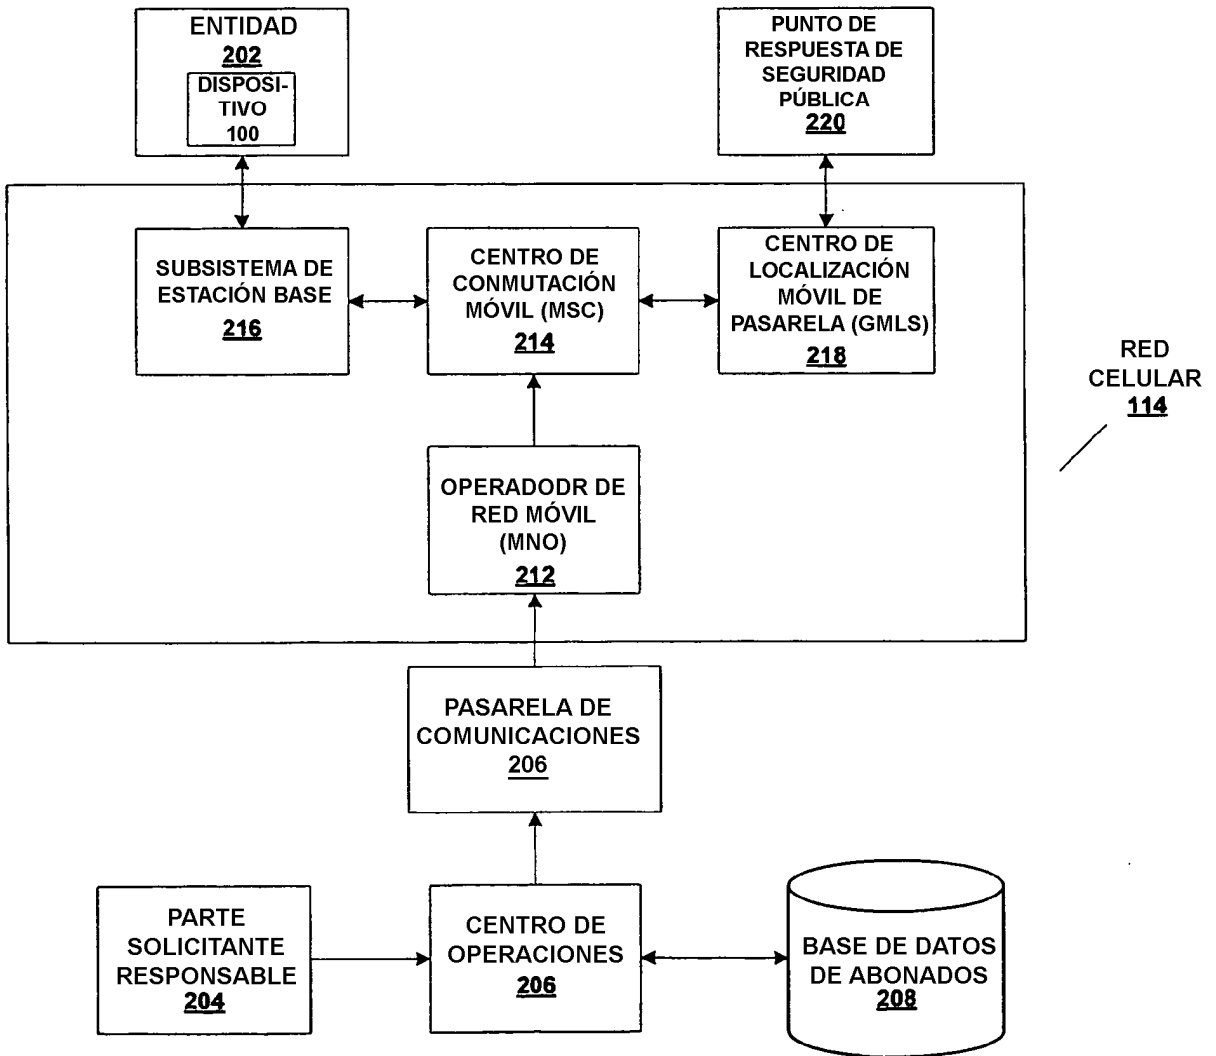 ENTIDAD
202
DISPOSI-
TIVO
100
PUNTO DE
RESPUESTA DE
SEGURIDAD
PÚBLICA
220
SUBSISTEMA DE
ESTACIÓN BASE
216
CENTRO DE
CONMUTACIÓN
MÓVIL (MSC)
214
CENTRO DE
LOCALIZACIÓN
MÓVIL DE
PASARELA (GMLS)
218
RED
CELULAR
114
OPERADODR DE
RED MÓVIL
(MNO)
212
PASARELA DE
COMUNICACIONES
206
PARTE
SOLICITANTE
RESPONSABLE
204
CENTRO DE
OPERACIONES
206
BASE DE DATOS
DE ABONADOS
208